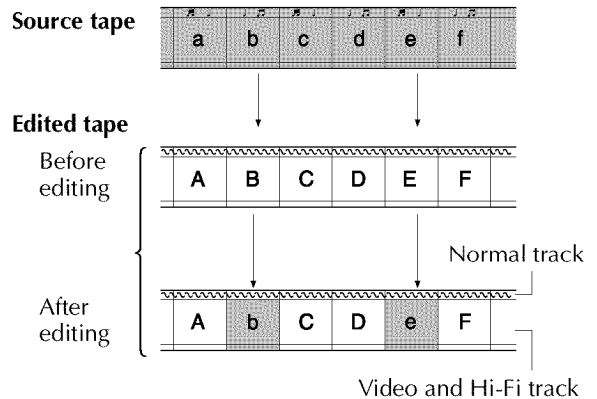 Source tape
a b c d e f
Edited tape
Before
editing
A B C D E F
Normal track
After
editing
A b C D e F
Video and Hi-Fi track